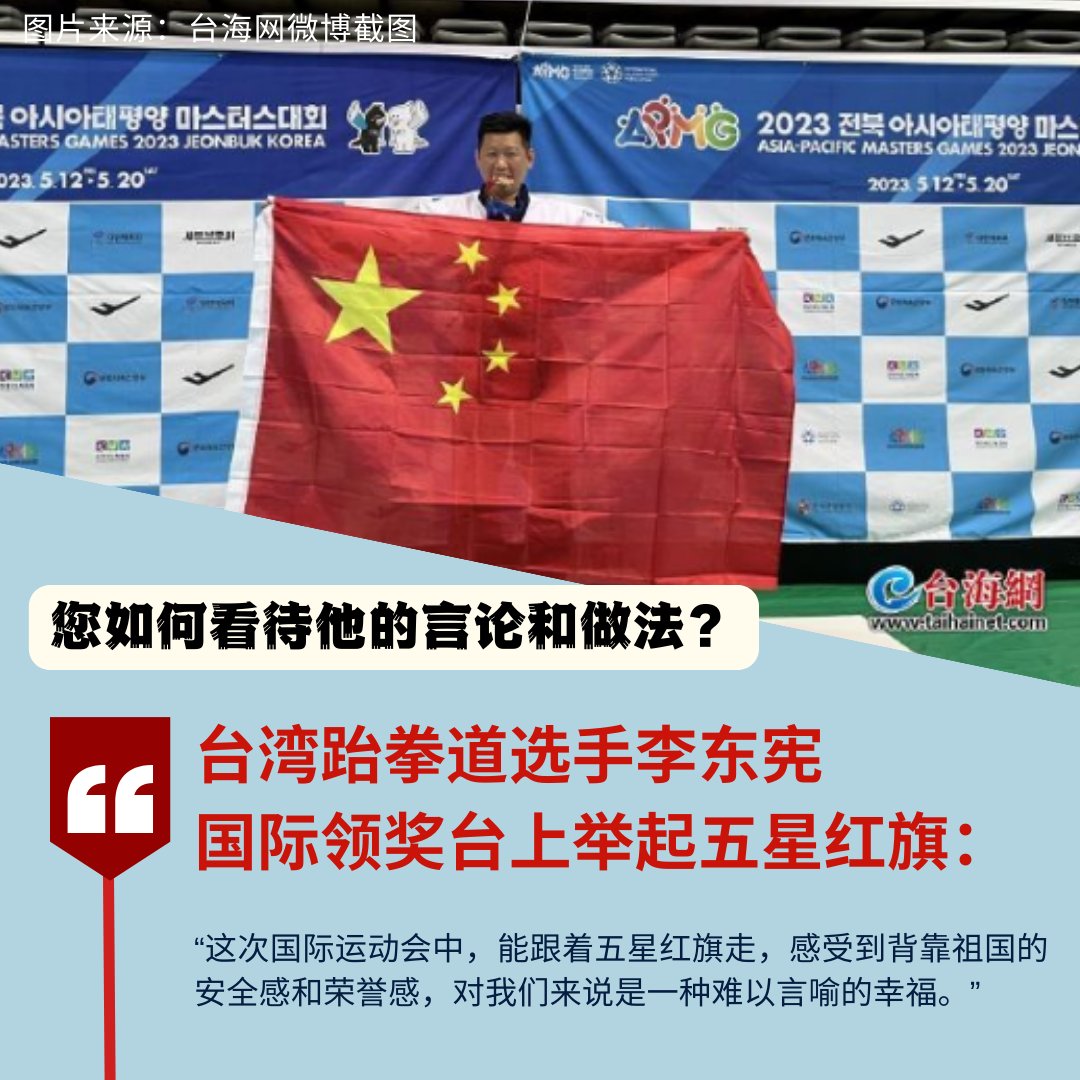 图片来源：台海网微博截图
아시아태평양 마스터스대회
ASTERS GAMES 2023 JEONBUK KOREA
2023. 5.12 5.20
APMG
APMG
2023 전북 아시아태평양 마스
ASIA-PACIFIC MASTERS GAMES 2023 JEON
2023. 5.12 5.20
台海網
www.taihainet.com
您如何看待他的言论和做法？
台湾跆拳道选手李东宪
国际领奖台上举起五星红旗：
“这次国际运动会中，能跟着五星红旗走，感受到背靠祖国的
安全感和荣誉感，对我们来说是一种难以言喻的幸福。”